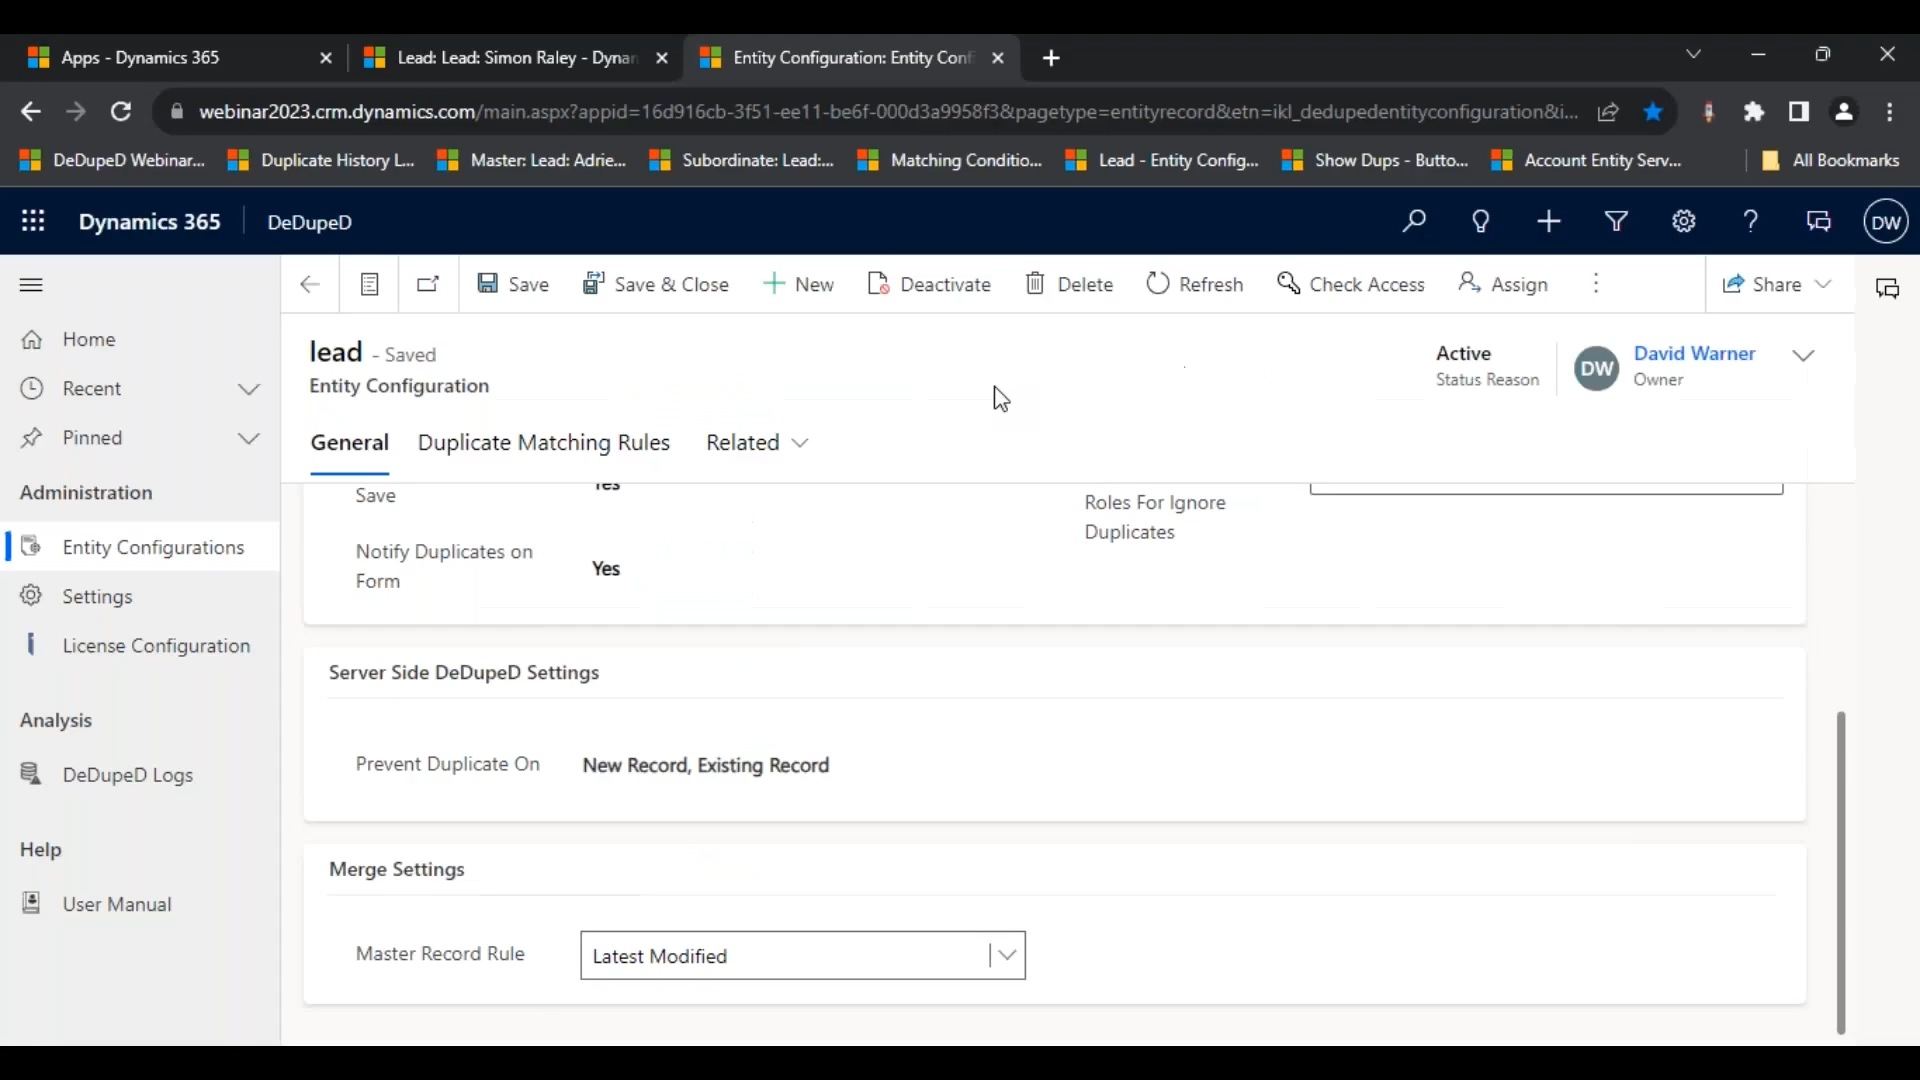 Apps - Dynamics 365
Lead: Lead: Simon Raley - Dynar
Entity Configuration: Entity Conf
webinar2023.crm.dynamics.com/main.aspx?appid=16d916cb-3f51-ee11-be6f-000d3a9958f3&pagetype=entityrecord&etn=ikl_dedupedentityconfiguration&i...
DeDupeD Webinar...
Duplicate History L...
Master: Lead: Adrie...
Subordinate: Lead:...
Matching Conditio...
Lead - Entity Config...
Show Dups - Butto...
Account Entity Serv...
All Bookmarks
Dynamics 365
DeDupeD
DW
Save
Save & Close
New
Deactivate
Delete
Refresh
Check Access
Assign
Share
Home
Recent
Pinned
Administration
Entity Configurations
Settings
License Configuration
Analysis
DeDupeD Logs
Help
User Manual
lead - Saved
Entity Configuration
Active
Status Reason
DW
David Warner
Owner
General
Duplicate Matching Rules
Related
Save
Yes
Roles For Ignore
Duplicates
Notify Duplicates on
Form
Yes
Server Side DeDupeD Settings
Prevent Duplicate On
New Record, Existing Record
Merge Settings
Master Record Rule
Latest Modified